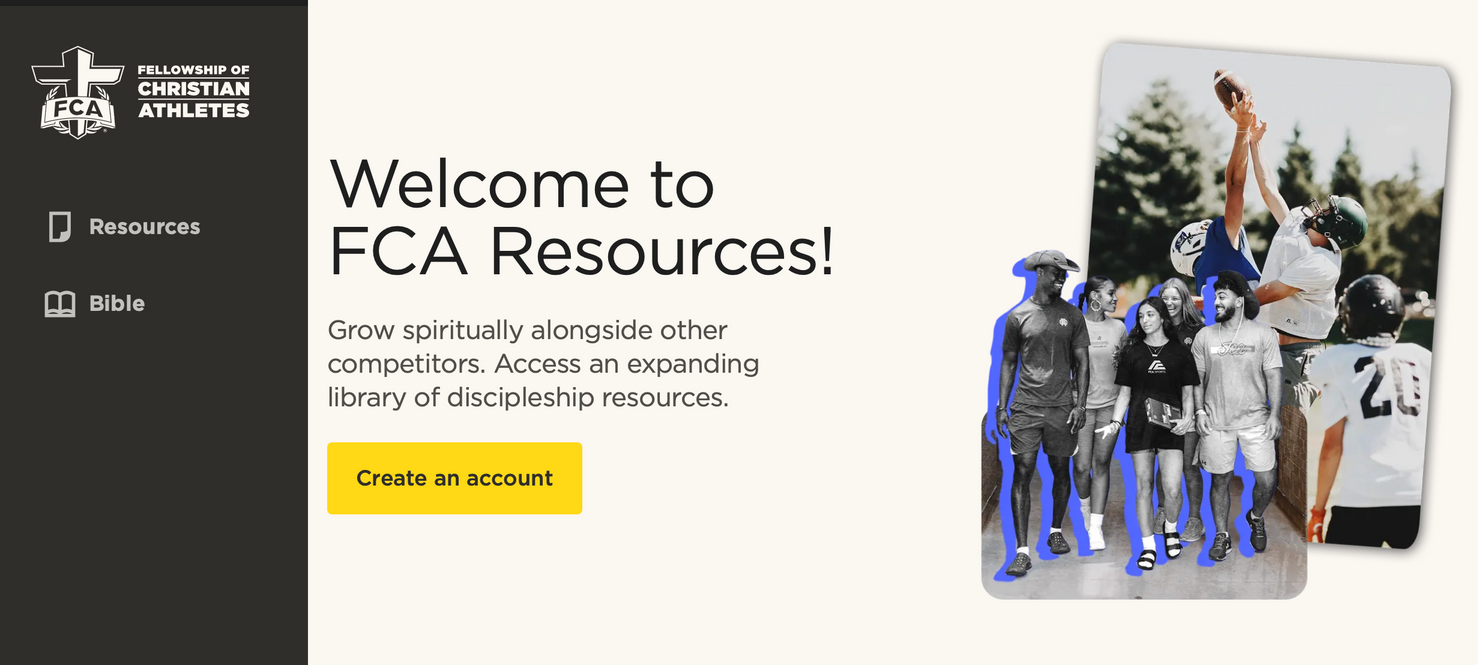 FELLOWSHIP OF
CHRISTIAN
ATHLETES
FCA
Resources
Bible
Welcome to
FCA Resources!
Grow spiritually alongside other
competitors. Access an expanding
library of discipleship resources.
Create an account
20